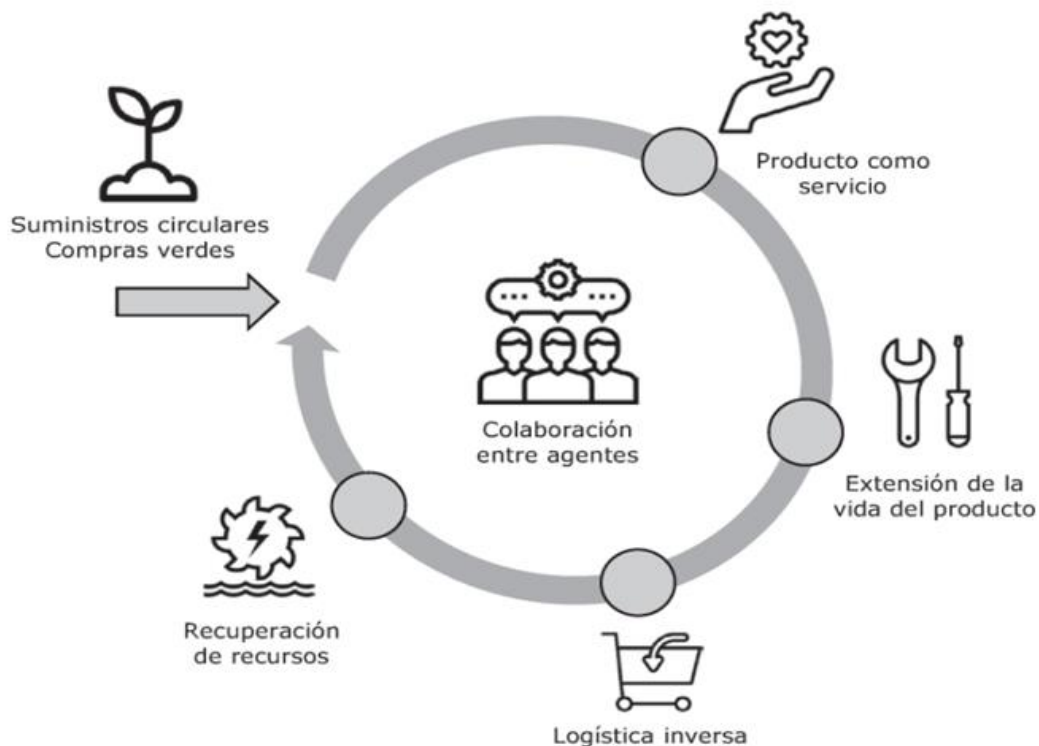 Producto como
servicio
Suministros circulares
Compras verdes
Colaboración
entre agentes
Extensión de la
vida del producto
Recuperación
de recursos
Logística inversa